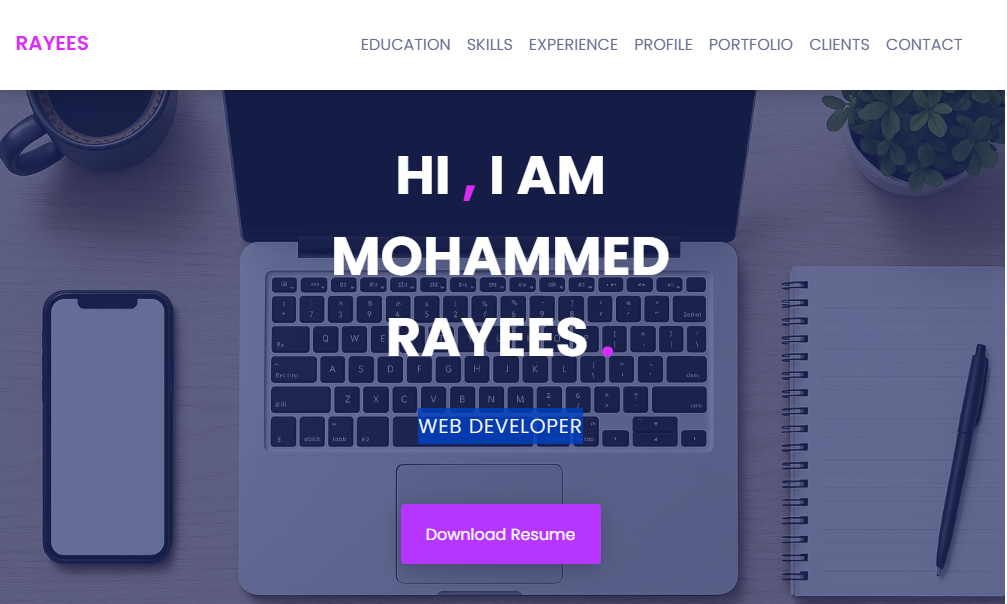 RAYEES
EDUCATION SKILLS EXPERIENCE PROFILE PORTFOLIO CLIENTS CONTACT
HI , I AM
MOHAMMED
RAYEES .
WEB DEVELOPER
Download Resume